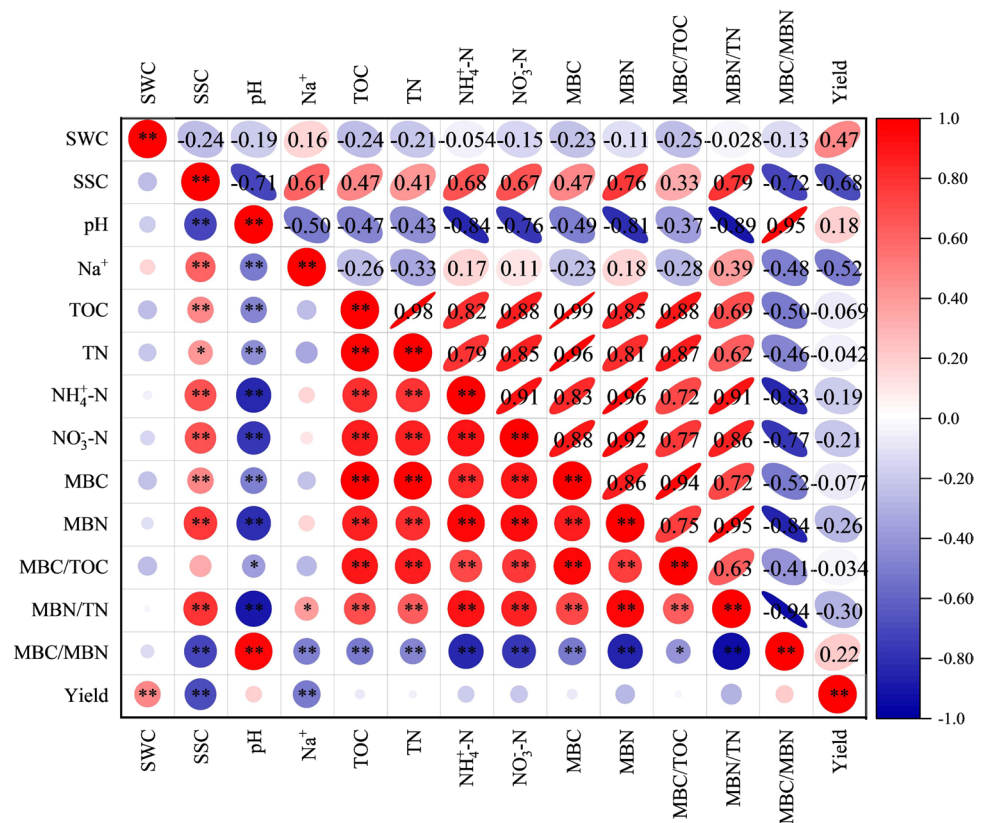 SWC SSC pH Na⁺ TOC TN NH₄⁺-N NO₃⁻-N MBC MBN MBC/TOC MBN/TN MBC/MBN Yield
SWC ** -0.24 -0.19 0.16 -0.24 -0.21 -0.054 -0.15 -0.23 -0.11 -0.25 -0.028 -0.13 0.47
SSC ** -0.71 0.61 0.47 0.41 0.68 0.67 0.47 0.76 0.33 0.79 -0.72 -0.68
pH ** ** -0.50 -0.47 -0.43 -0.84 -0.76 -0.49 -0.81 -0.37 -0.89 0.95 0.18
Na⁺ ** ** ** -0.26 -0.33 0.17 0.11 -0.23 0.18 -0.28 0.39 -0.48 -0.52
TOC ** ** ** 0.98 0.82 0.88 0.99 0.85 0.88 0.69 -0.50 -0.069
TN * ** ** ** 0.79 0.85 0.96 0.81 0.87 0.62 -0.46 -0.042
NH₄⁺-N ** ** ** ** ** 0.91 0.83 0.96 0.72 0.91 -0.83 -0.19
NO₃⁻-N ** ** ** ** ** ** 0.88 0.92 0.77 0.86 -0.77 -0.21
MBC ** ** ** ** ** ** ** 0.86 0.94 0.72 -0.52 -0.077
MBN ** ** ** ** ** ** ** ** 0.75 0.95 -0.84 -0.26
MBC/TOC * ** ** ** ** ** ** ** 0.63 -0.41 -0.034
MBN/TN ** ** * ** ** ** ** ** ** ** ** -0.94 -0.30
MBC/MBN ** ** ** ** ** ** ** ** ** * ** ** 0.22
Yield ** ** ** **
SWC SSC pH Na⁺ TOC TN NH₄⁺-N NO₃⁻-N MBC MBN MBC/TOC MBN/TN MBC/MBN Yield
1.0
0.80
0.60
0.40
0.20
0.0
-0.20
-0.40
-0.60
-0.80
-1.0